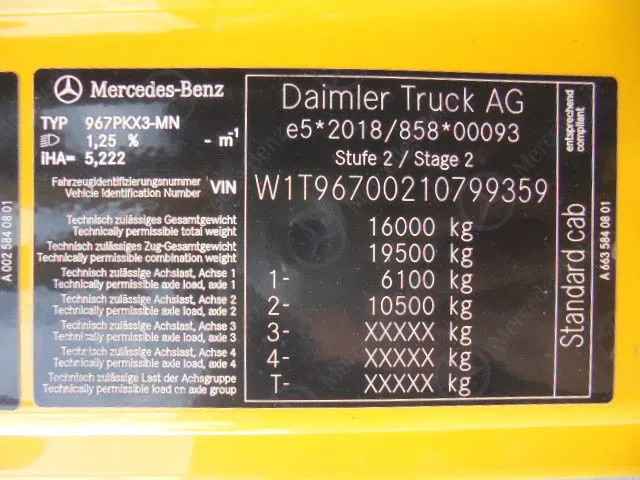 Mercedes-Benz
TYP 967PKX3-MN
1,25 % - m⁻¹
iHA= 5,222
Daimler Truck AG
e5*2018/858*00093
Stufe 2 / Stage 2
Fahrzeugidentifizierungsnummer
Vehicle Identification Number VIN W1T96700210799359
Technisch zulässiges Gesamtgewicht
Technically permissible total weight 16000 kg
Technisch zulässiges Zug-Gesamtgewicht
Technically permissible combination weight 19500 kg
Technisch zulässige Achslast, Achse 1
Technically permissible axle load, axle 1 1- 6100 kg
Technisch zulässige Achslast, Achse 2
Technically permissible axle load, axle 2 2- 10500 kg
Technisch zulässige Achslast, Achse 3
Technically permissible axle load, axle 3 3- XXXXX kg
Technisch zulässige Achslast, Achse 4
Technically permissible axle load, axle 4 4- XXXXX kg
Technisch zulässige Last der Achsgruppe
Technically permissible load on axle group T- XXXXX kg
entsprechend
compliant
Standard cab
A 002 584 08 01
A 663 584 08 01